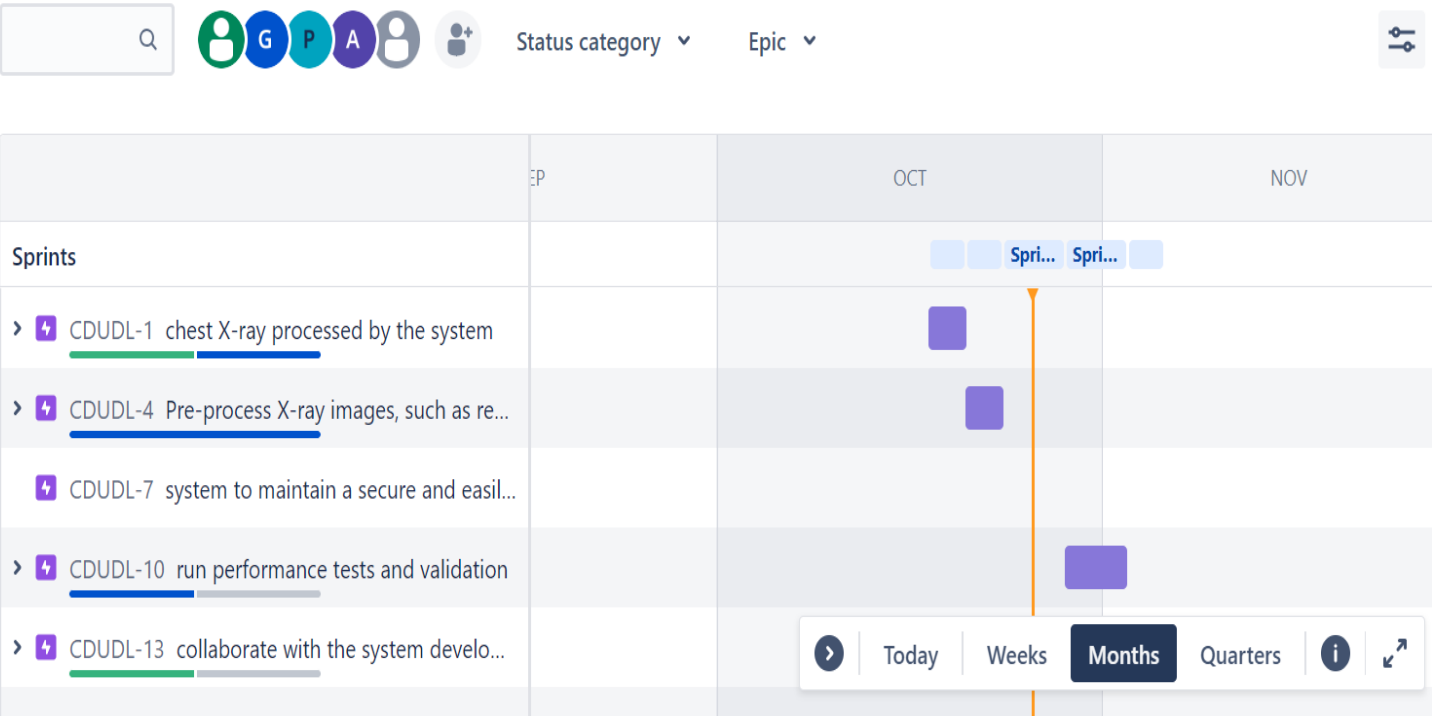 G P A Status category Epic
EP OCT NOV
Sprints Spri... Spri...
CDUDL-1 chest X-ray processed by the system
CDUDL-4 Pre-process X-ray images, such as re...
CDUDL-7 system to maintain a secure and easil...
CDUDL-10 run performance tests and validation
CDUDL-13 collaborate with the system develo...
Today Weeks Months Quarters